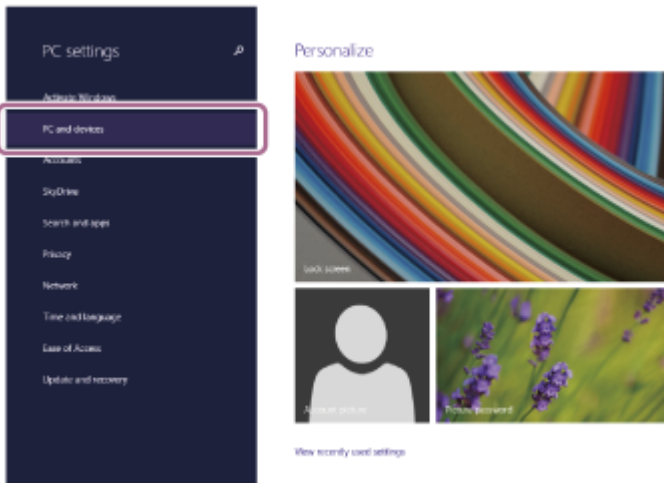 PC settings
Activate Windows
PC and devices
Accounts
SkyDrive
Search and apps
Privacy
Network
Time and language
Ease of Access
Update and recovery
Personalize
Lock screen
Account picture
Picture password
View recently used settings